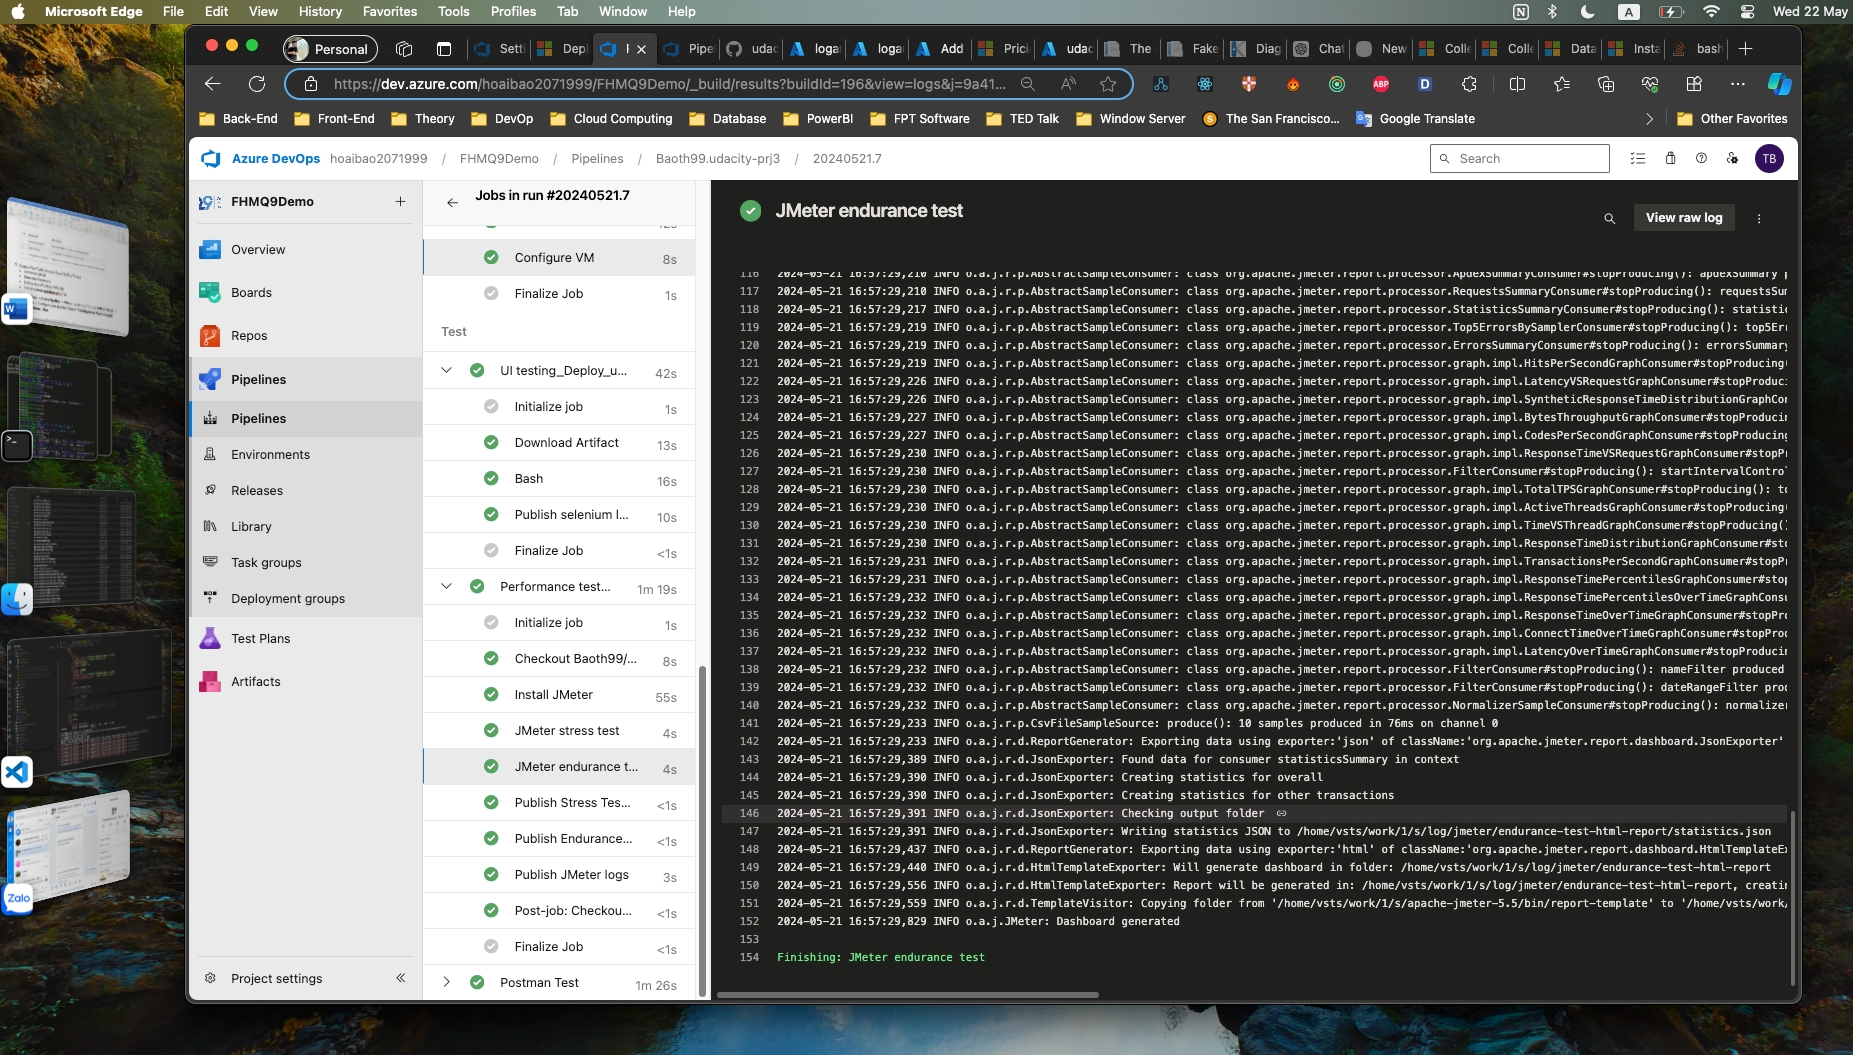 Microsoft Edge File Edit View History Favorites Tools Profiles Tab Window Help A Wed 22 May
Personal Setti Depl Pipe udac logar logar Add Pricin udac The Fake Diag Chat New Colle Colle Data Insta bash
https://dev.azure.com/hoaibao2071999/FHMQ9Demo/_build/results?buildId=196&view=logs&j=9a41... ABP D
Back-End Front-End Theory DevOp Cloud Computing Database PowerBI FPT Software TED Talk Window Server The San Francisco... Google Translate Other Favorites
Azure DevOps hoaibao2071999 / FHMQ9Demo / Pipelines / Baoth99.udacity-prj3 / 20240521.7 Search TB
FHMQ9Demo
Overview
Boards
Repos
Pipelines
Pipelines
Environments
Releases
Library
Task groups
Deployment groups
Test Plans
Artifacts
Project settings
Jobs in run #20240521.7
Configure VM 8s
Finalize Job 1s
Test
UI testing_Deploy_u... 42s
Initialize job 1s
Download Artifact 13s
Bash 16s
Publish selenium l... 10s
Finalize Job <1s
Performance test... 1m 19s
Initialize job 1s
Checkout Baoth99/... 8s
Install JMeter 55s
JMeter stress test 4s
JMeter endurance t... 4s
Publish Stress Tes... <1s
Publish Endurance... <1s
Publish JMeter logs 3s
Post-job: Checkou... <1s
Finalize Job <1s
Postman Test 1m 26s
JMeter endurance test
View raw log
116 2024-05-21 16:57:29,210 INFO o.a.j.r.p.AbstractSampleConsumer: class org.apache.jmeter.report.processor.ApdexSummaryConsumer#stopProducing(): apdexSummary p
117 2024-05-21 16:57:29,210 INFO o.a.j.r.p.AbstractSampleConsumer: class org.apache.jmeter.report.processor.RequestsSummaryConsumer#stopProducing(): requestsSum
118 2024-05-21 16:57:29,217 INFO o.a.j.r.p.AbstractSampleConsumer: class org.apache.jmeter.report.processor.StatisticsSummaryConsumer#stopProducing(): statistic
119 2024-05-21 16:57:29,219 INFO o.a.j.r.p.AbstractSampleConsumer: class org.apache.jmeter.report.processor.Top5ErrorsBySamplerConsumer#stopProducing(): top5Err
120 2024-05-21 16:57:29,219 INFO o.a.j.r.p.AbstractSampleConsumer: class org.apache.jmeter.report.processor.ErrorsSummaryConsumer#stopProducing(): errorsSummary
121 2024-05-21 16:57:29,219 INFO o.a.j.r.p.AbstractSampleConsumer: class org.apache.jmeter.report.processor.graph.impl.HitsPerSecondGraphConsumer#stopProducing(
122 2024-05-21 16:57:29,226 INFO o.a.j.r.p.AbstractSampleConsumer: class org.apache.jmeter.report.processor.graph.impl.LatencyVSRequestGraphConsumer#stopProduci
123 2024-05-21 16:57:29,226 INFO o.a.j.r.p.AbstractSampleConsumer: class org.apache.jmeter.report.processor.graph.impl.SyntheticResponseTimeDistributionGraphCon
124 2024-05-21 16:57:29,227 INFO o.a.j.r.p.AbstractSampleConsumer: class org.apache.jmeter.report.processor.graph.impl.BytesThroughputGraphConsumer#stopProducin
125 2024-05-21 16:57:29,227 INFO o.a.j.r.p.AbstractSampleConsumer: class org.apache.jmeter.report.processor.graph.impl.CodesPerSecondGraphConsumer#stopProducing
126 2024-05-21 16:57:29,230 INFO o.a.j.r.p.AbstractSampleConsumer: class org.apache.jmeter.report.processor.graph.impl.ResponseTimeVSRequestGraphConsumer#stopPr
127 2024-05-21 16:57:29,230 INFO o.a.j.r.p.AbstractSampleConsumer: class org.apache.jmeter.report.processor.FilterConsumer#stopProducing(): startIntervalControl
128 2024-05-21 16:57:29,230 INFO o.a.j.r.p.AbstractSampleConsumer: class org.apache.jmeter.report.processor.graph.impl.TotalTPSGraphConsumer#stopProducing(): to
129 2024-05-21 16:57:29,230 INFO o.a.j.r.p.AbstractSampleConsumer: class org.apache.jmeter.report.processor.graph.impl.ActiveThreadsGraphConsumer#stopProducing(
130 2024-05-21 16:57:29,230 INFO o.a.j.r.p.AbstractSampleConsumer: class org.apache.jmeter.report.processor.graph.impl.TimeVSThreadGraphConsumer#stopProducing()
131 2024-05-21 16:57:29,230 INFO o.a.j.r.p.AbstractSampleConsumer: class org.apache.jmeter.report.processor.graph.impl.ResponseTimeDistributionGraphConsumer#sto
132 2024-05-21 16:57:29,231 INFO o.a.j.r.p.AbstractSampleConsumer: class org.apache.jmeter.report.processor.graph.impl.TransactionsPerSecondGraphConsumer#stopPr
133 2024-05-21 16:57:29,231 INFO o.a.j.r.p.AbstractSampleConsumer: class org.apache.jmeter.report.processor.graph.impl.ResponseTimePercentilesGraphConsumer#stop
134 2024-05-21 16:57:29,232 INFO o.a.j.r.p.AbstractSampleConsumer: class org.apache.jmeter.report.processor.graph.impl.ResponseTimePercentilesOverTimeGraphConsu
135 2024-05-21 16:57:29,232 INFO o.a.j.r.p.AbstractSampleConsumer: class org.apache.jmeter.report.processor.graph.impl.ResponseTimeOverTimeGraphConsumer#stopPro
136 2024-05-21 16:57:29,232 INFO o.a.j.r.p.AbstractSampleConsumer: class org.apache.jmeter.report.processor.graph.impl.ConnectTimeOverTimeGraphConsumer#stopProd
137 2024-05-21 16:57:29,232 INFO o.a.j.r.p.AbstractSampleConsumer: class org.apache.jmeter.report.processor.graph.impl.LatencyOverTimeGraphConsumer#stopProducin
138 2024-05-21 16:57:29,232 INFO o.a.j.r.p.AbstractSampleConsumer: class org.apache.jmeter.report.processor.FilterConsumer#stopProducing(): nameFilter produced
139 2024-05-21 16:57:29,232 INFO o.a.j.r.p.AbstractSampleConsumer: class org.apache.jmeter.report.processor.FilterConsumer#stopProducing(): dateRangeFilter prod
140 2024-05-21 16:57:29,232 INFO o.a.j.r.p.AbstractSampleConsumer: class org.apache.jmeter.report.processor.NormalizerSampleConsumer#stopProducing(): normalizer
141 2024-05-21 16:57:29,233 INFO o.a.j.r.p.CsvFileSampleSource: produce(): 10 samples produced in 76ms on channel 0
142 2024-05-21 16:57:29,233 INFO o.a.j.r.d.ReportGenerator: Exporting data using exporter:'json' of className:'org.apache.jmeter.report.dashboard.JsonExporter'
143 2024-05-21 16:57:29,389 INFO o.a.j.r.d.JsonExporter: Found data for consumer statisticsSummary in context
144 2024-05-21 16:57:29,390 INFO o.a.j.r.d.JsonExporter: Creating statistics for overall
145 2024-05-21 16:57:29,390 INFO o.a.j.r.d.JsonExporter: Creating statistics for other transactions
146 2024-05-21 16:57:29,391 INFO o.a.j.r.d.JsonExporter: Checking output folder
147 2024-05-21 16:57:29,391 INFO o.a.j.r.d.JsonExporter: Writing statistics JSON to /home/vsts/work/1/s/log/jmeter/endurance-test-html-report/statistics.json
148 2024-05-21 16:57:29,437 INFO o.a.j.r.d.ReportGenerator: Exporting data using exporter:'html' of className:'org.apache.jmeter.report.dashboard.HtmlTemplateEx
149 2024-05-21 16:57:29,440 INFO o.a.j.r.d.HtmlTemplateExporter: Will generate dashboard in folder: /home/vsts/work/1/s/log/jmeter/endurance-test-html-report
150 2024-05-21 16:57:29,556 INFO o.a.j.r.d.HtmlTemplateExporter: Report will be generated in: /home/vsts/work/1/s/log/jmeter/endurance-test-html-report, creatin
151 2024-05-21 16:57:29,559 INFO o.a.j.r.d.TemplateVisitor: Copying folder from '/home/vsts/work/1/s/apache-jmeter-5.5/bin/report-template' to '/home/vsts/work/
152 2024-05-21 16:57:29,829 INFO o.a.j.JMeter: Dashboard generated
153
154 Finishing: JMeter endurance test
Zalo